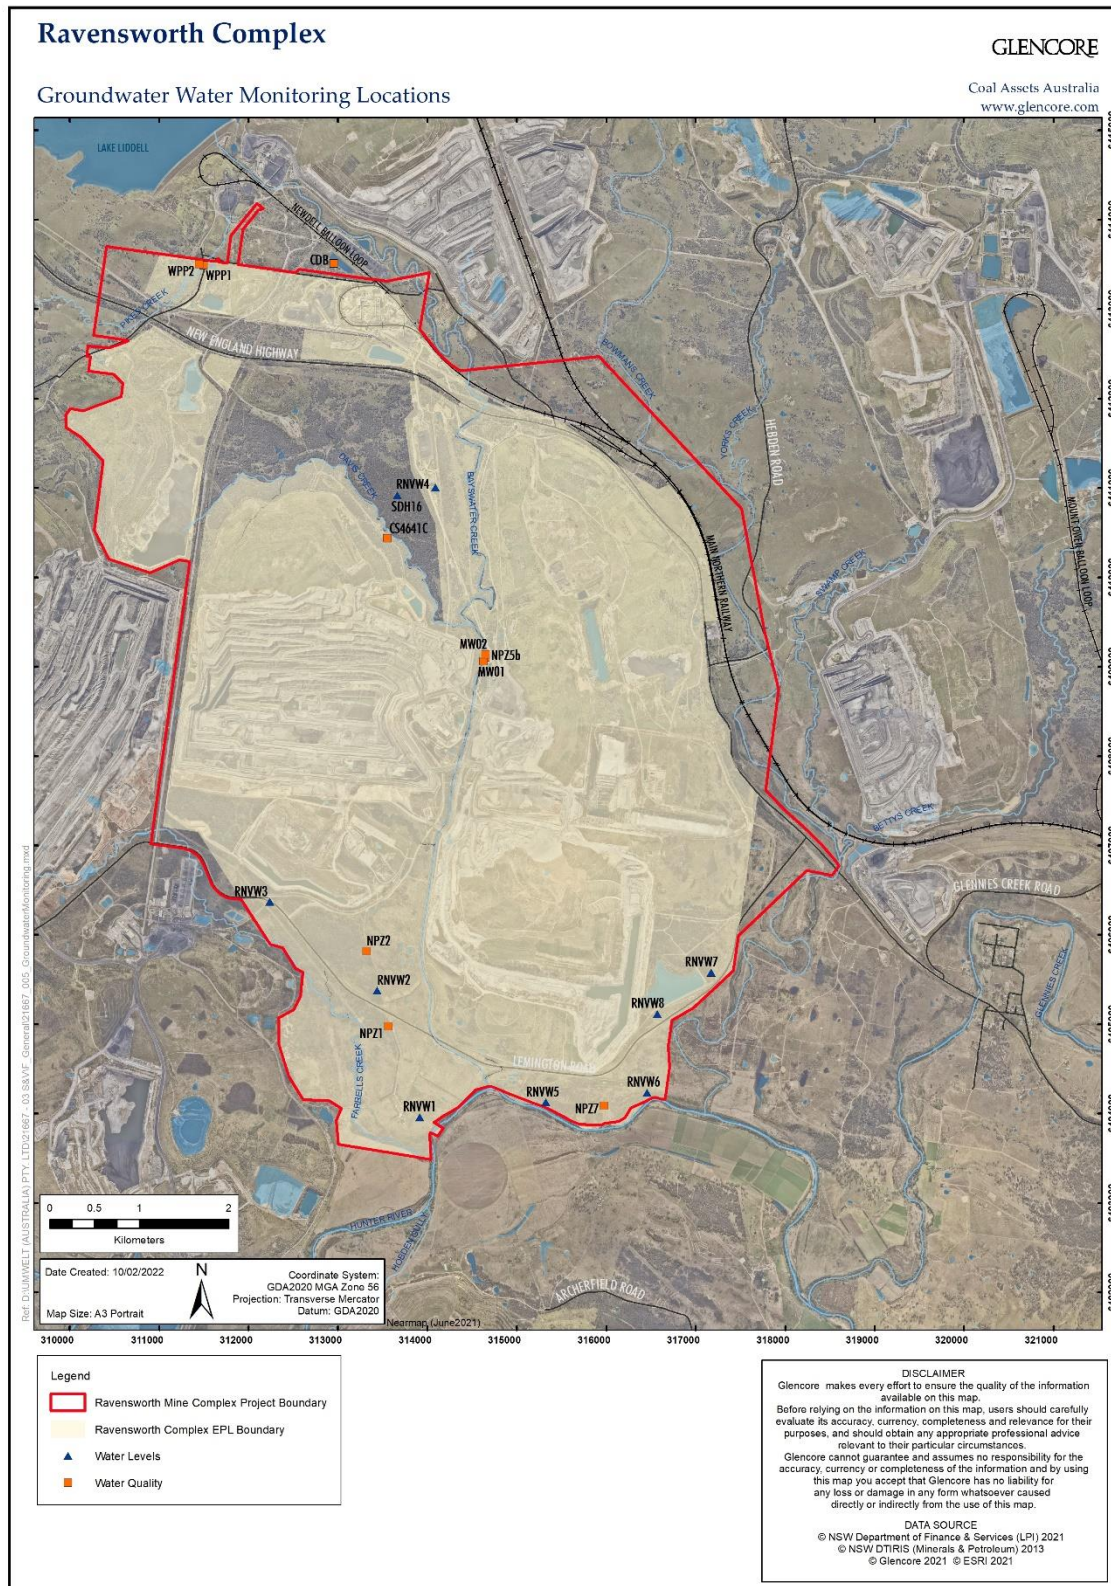 Ravensworth Complex
GLENCORE
Groundwater Water Monitoring Locations
Coal Assets Australia
www.glencore.com
LAKE LIDDELL
NEWDELL BALLOON LOOP
CDB
WPP2
WPP1
PIKES CREEK
NEW ENGLAND HIGHWAY
BOWMANS CREEK
YORKS CREEK
HEBDEN ROAD
DAVIS CREEK
RNVW4
SDH16
BAYSWATER CREEK
CS4641C
MOUNT OWEN BALLOON LOOP
SWAMP CREEK
MAIN NORTHERN RAILWAY
MW02
NPZ5b
MW01
BETTYS CREEK
GLENNIES CREEK ROAD
RNVW3
NPZ2
RNVW2
RNVW7
GLENNIES CREEK
RNVW8
NPZ1
LEMINGTON ROAD
FARRELLS CREEK
RNVW5
RNVW6
NPZ7
RNVW1
0 0.5 1 2
Kilometers
HUNTER RIVER
HOBDEN GULLY
ARCHERFIELD ROAD
Date Created: 10/02/2022
Map Size: A3 Portrait
N
Coordinate System:
GDA2020 MGA Zone 56
Projection: Transverse Mercator
Datum: GDA2020
Nearmap (June2021)
310000 311000 312000 313000 314000 315000 316000 317000 318000 319000 320000 321000
Legend
Ravensworth Mine Complex Project Boundary
Ravensworth Complex EPL Boundary
Water Levels
Water Quality
DISCLAIMER
Glencore makes every effort to ensure the quality of the information
available on this map.
Before relying on the information on this map, users should carefully
evaluate its accuracy, currency, completeness and relevance for their
purposes, and should obtain any appropriate professional advice
relevant to their particular circumstances.
Glencore cannot guarantee and assumes no responsibility for the
accuracy, currency or completeness of the information and by using
this map you accept that Glencore has no liability for
any loss or damage in any form whatsoever caused
directly or indirectly from the use of this map.
DATA SOURCE
© NSW Department of Finance & Services (LPI) 2021
© NSW DTIRIS (Minerals & Petroleum) 2013
© Glencore 2021 © ESRI 2021